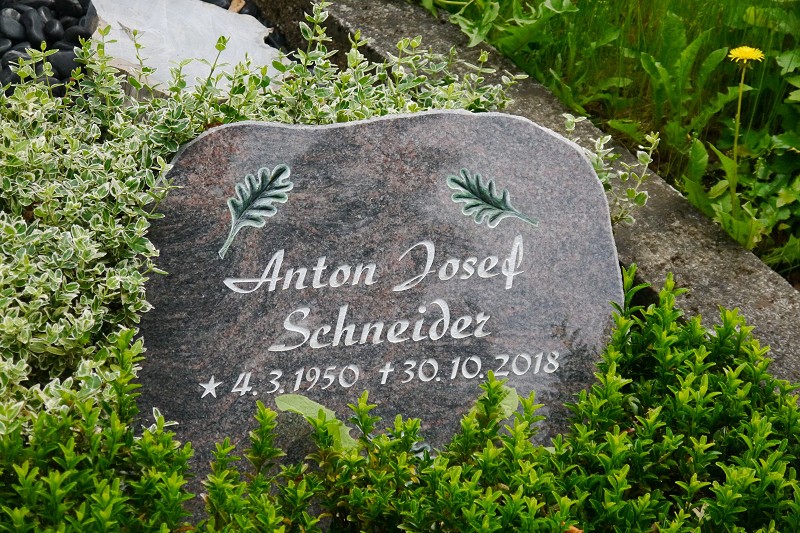 Anton Josef
Schneider
★ 4. 3. 1950 ✝ 30. 10. 2018